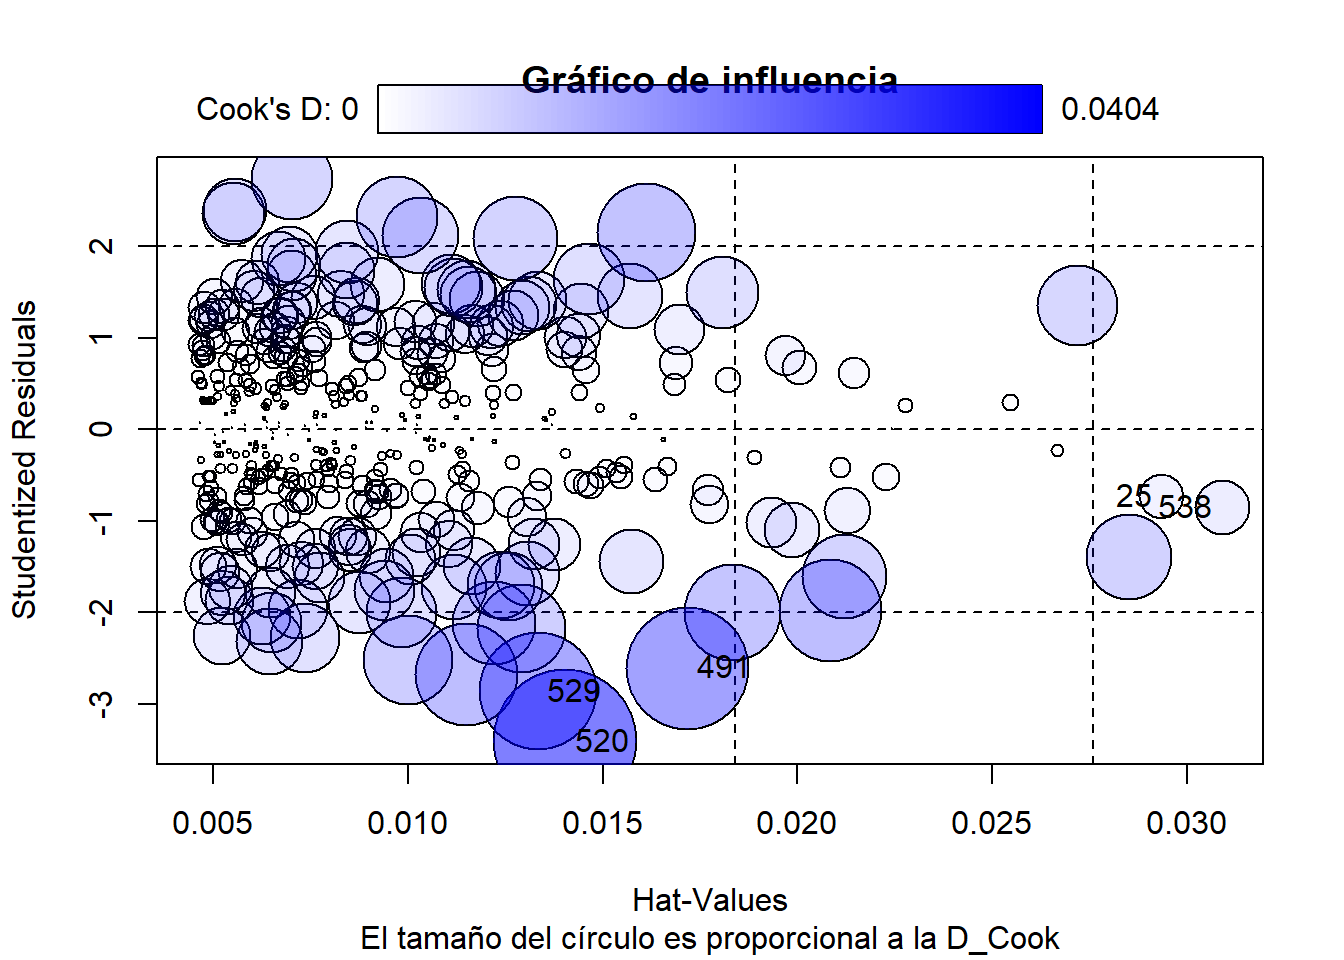 Gráfico de influencia
Cook's D: 0 0.0404
Studentized Residuals
2
1
0
-1
-2
-3
25
538
491
529
520
0.005 0.010 0.015 0.020 0.025 0.030
Hat-Values
El tamaño del círculo es proporcional a la D_Cook